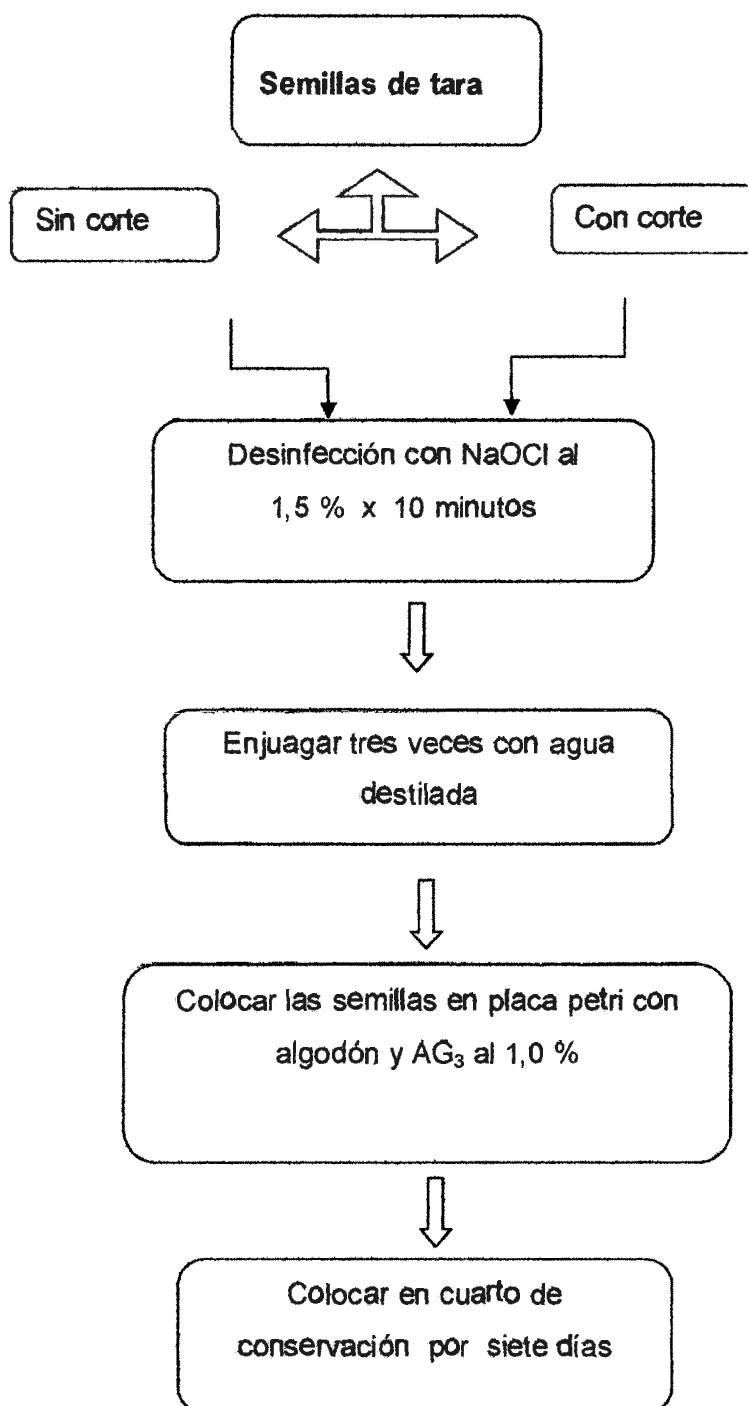 Semillas de tara
Sin corte
Con corte
Desinfección con NaOCl al
1,5 % x 10 minutos
Enjuagar tres veces con agua
destilada
Colocar las semillas en placa petri con
algodón y AG₃ al 1,0 %
Colocar en cuarto de
conservación por siete días